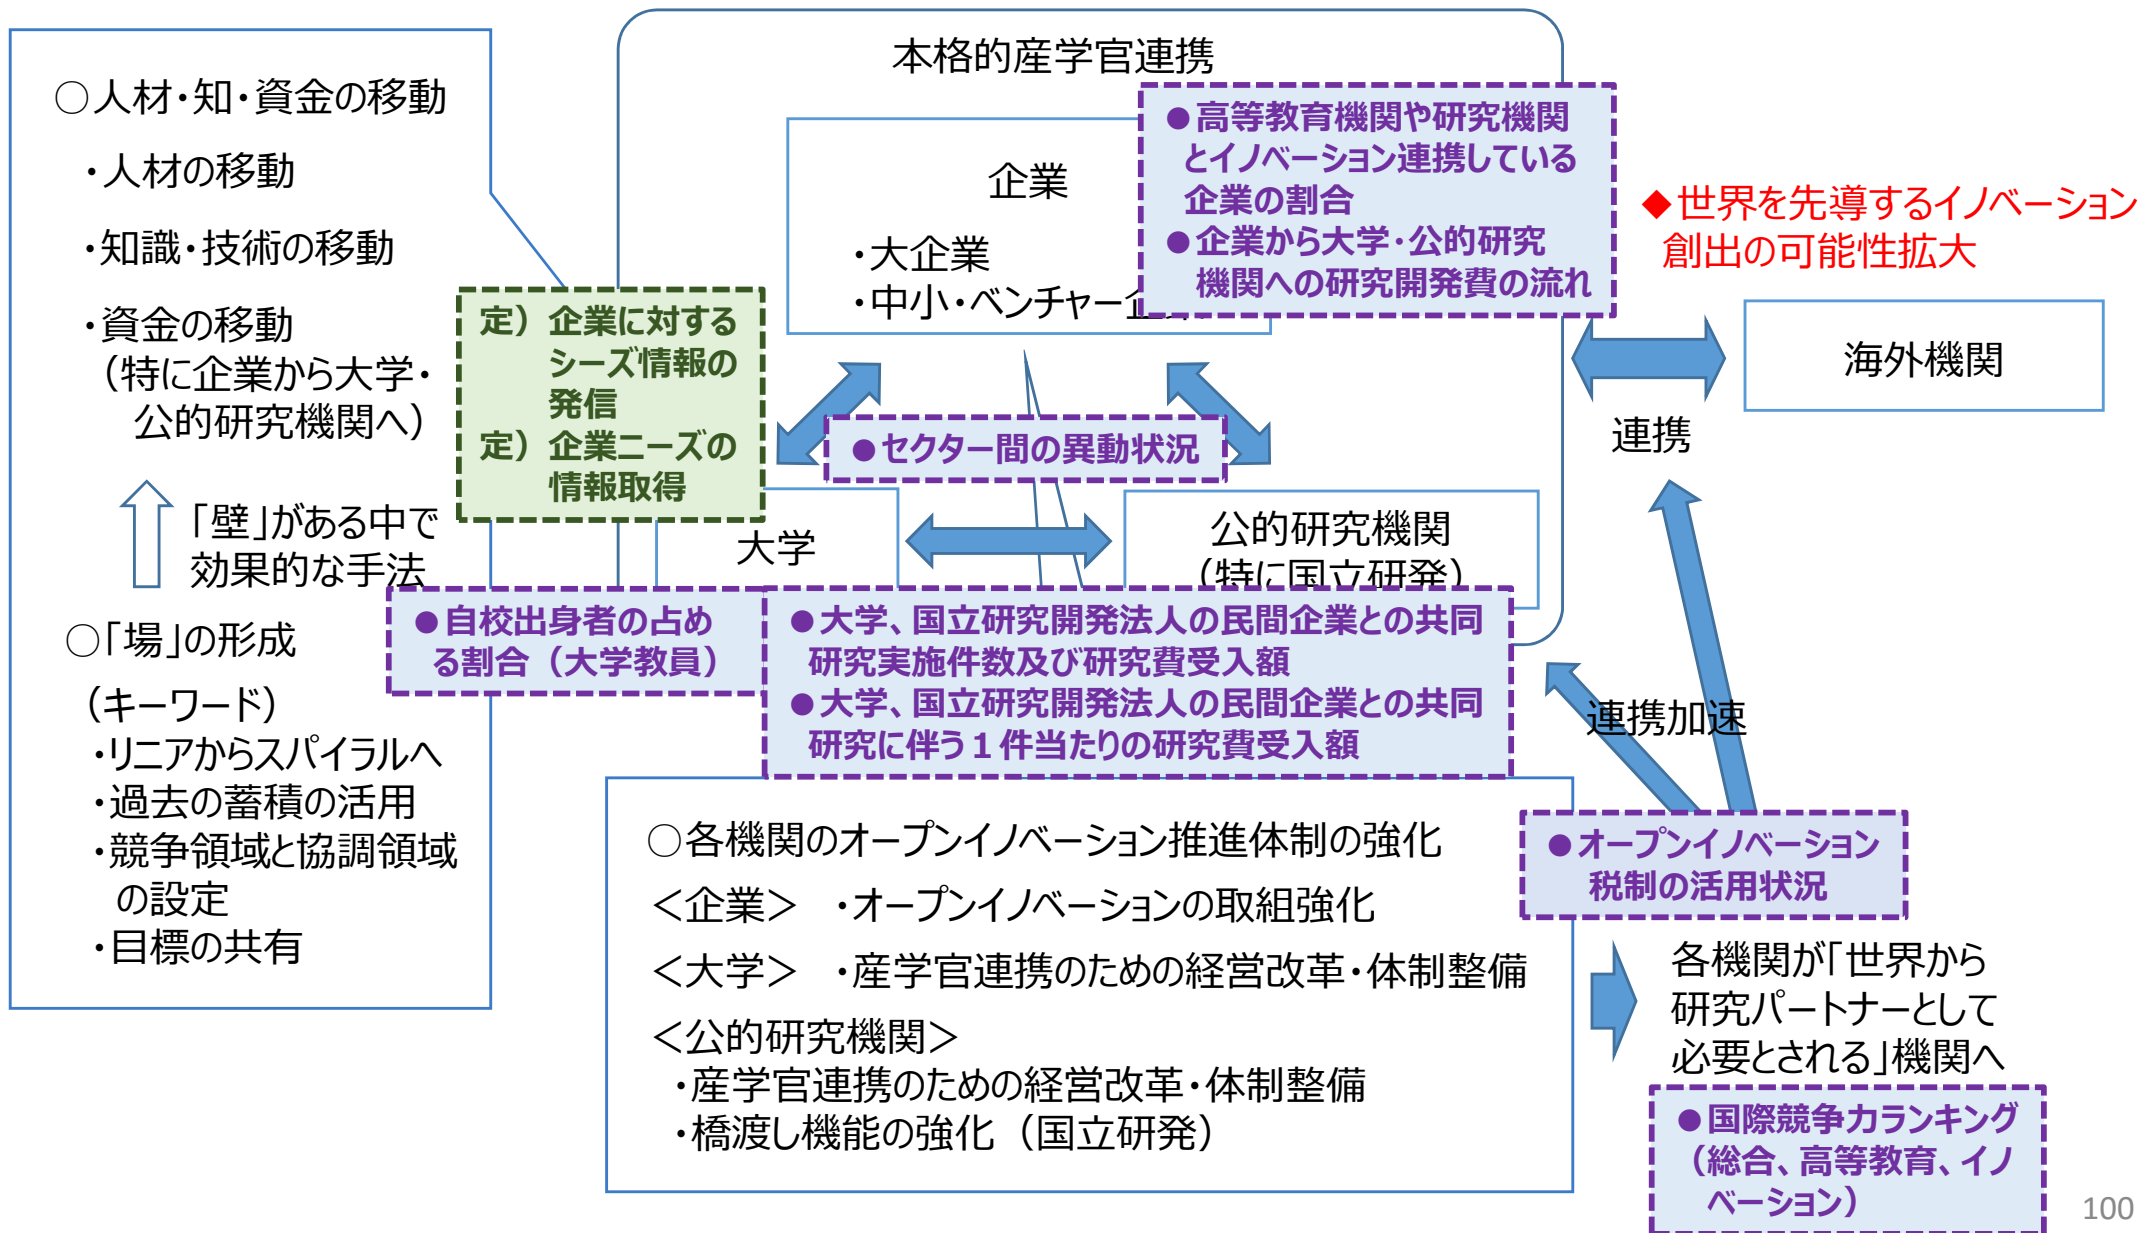 ○人材・知・資金の移動
・人材の移動
・知識・技術の移動
・資金の移動
（特に企業から大学・
公的研究機関へ）
「壁」がある中で
効果的な手法
○「場」の形成
（キーワード）
・リニアからスパイラルへ
・過去の蓄積の活用
・競争領域と協調領域
の設定
・目標の共有
定）企業に対する
シーズ情報の
発信
定）企業ニーズの
情報取得
本格的産学官連携
企業
・大企業
・中小・ベンチャー企業
●高等教育機関や研究機関
とイノベーション連携している
企業の割合
●企業から大学・公的研究
機関への研究開発費の流れ
●セクター間の異動状況
大学
公的研究機関
（特に国立研発）
●自校出身者の占め
る割合（大学教員）
●大学、国立研究開発法人の民間企業との共同
研究実施件数及び研究費受入額
●大学、国立研究開発法人の民間企業との共同
研究に伴う１件当たりの研究費受入額
◆世界を先導するイノベーション
創出の可能性拡大
海外機関
連携
連携加速
●オープンイノベーション
税制の活用状況
○各機関のオープンイノベーション推進体制の強化
＜企業＞　・オープンイノベーションの取組強化
＜大学＞　・産学官連携のための経営改革・体制整備
＜公的研究機関＞
・産学官連携のための経営改革・体制整備
・橋渡し機能の強化（国立研発）
各機関が「世界から
研究パートナーとして
必要とされる」機関へ
●国際競争力ランキング
（総合、高等教育、イノ
ベーション）
100